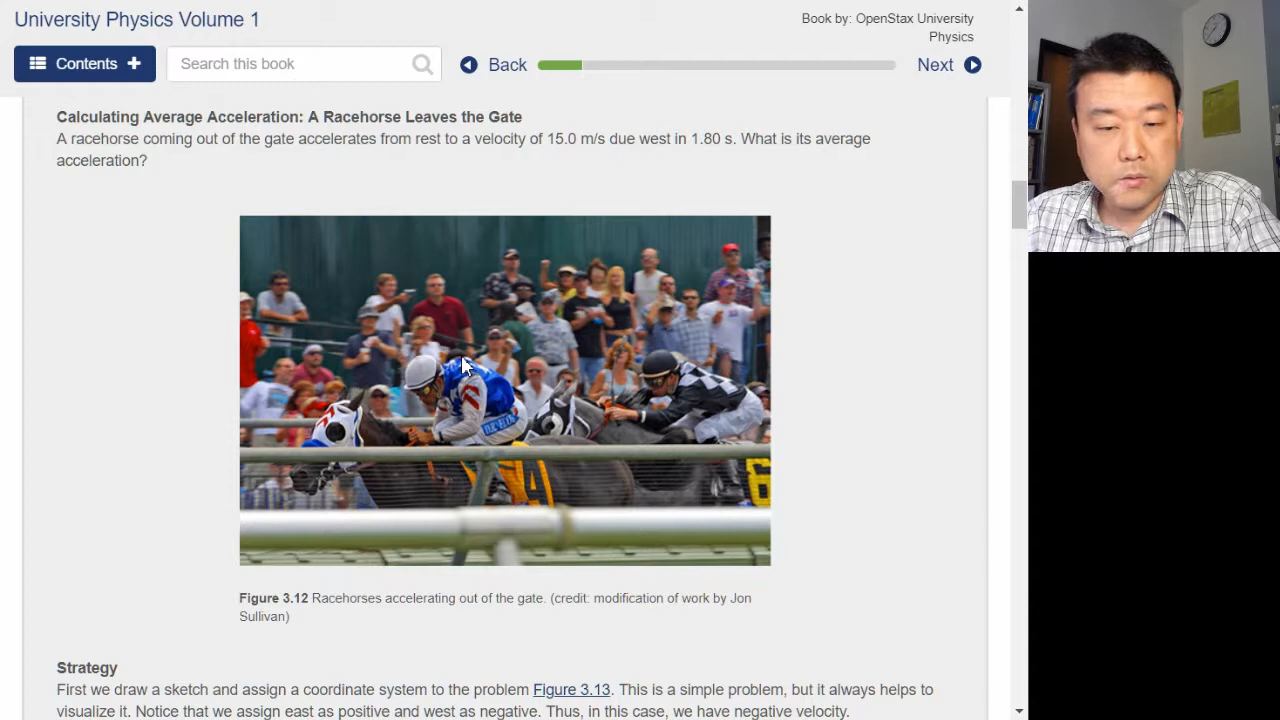 University Physics Volume 1
Book by: OpenStax University
Physics
Contents
Search this book
Back
Next
Calculating Average Acceleration: A Racehorse Leaves the Gate
A racehorse coming out of the gate accelerates from rest to a velocity of 15.0 m/s due west in 1.80 s. What is its average
acceleration?
4
6
Figure 3.12 Racehorses accelerating out of the gate. (credit: modification of work by Jon
Sullivan)
Strategy
First we draw a sketch and assign a coordinate system to the problem Figure 3.13. This is a simple problem, but it always helps to
visualize it. Notice that we assign east as positive and west as negative. Thus, in this case, we have negative velocity.